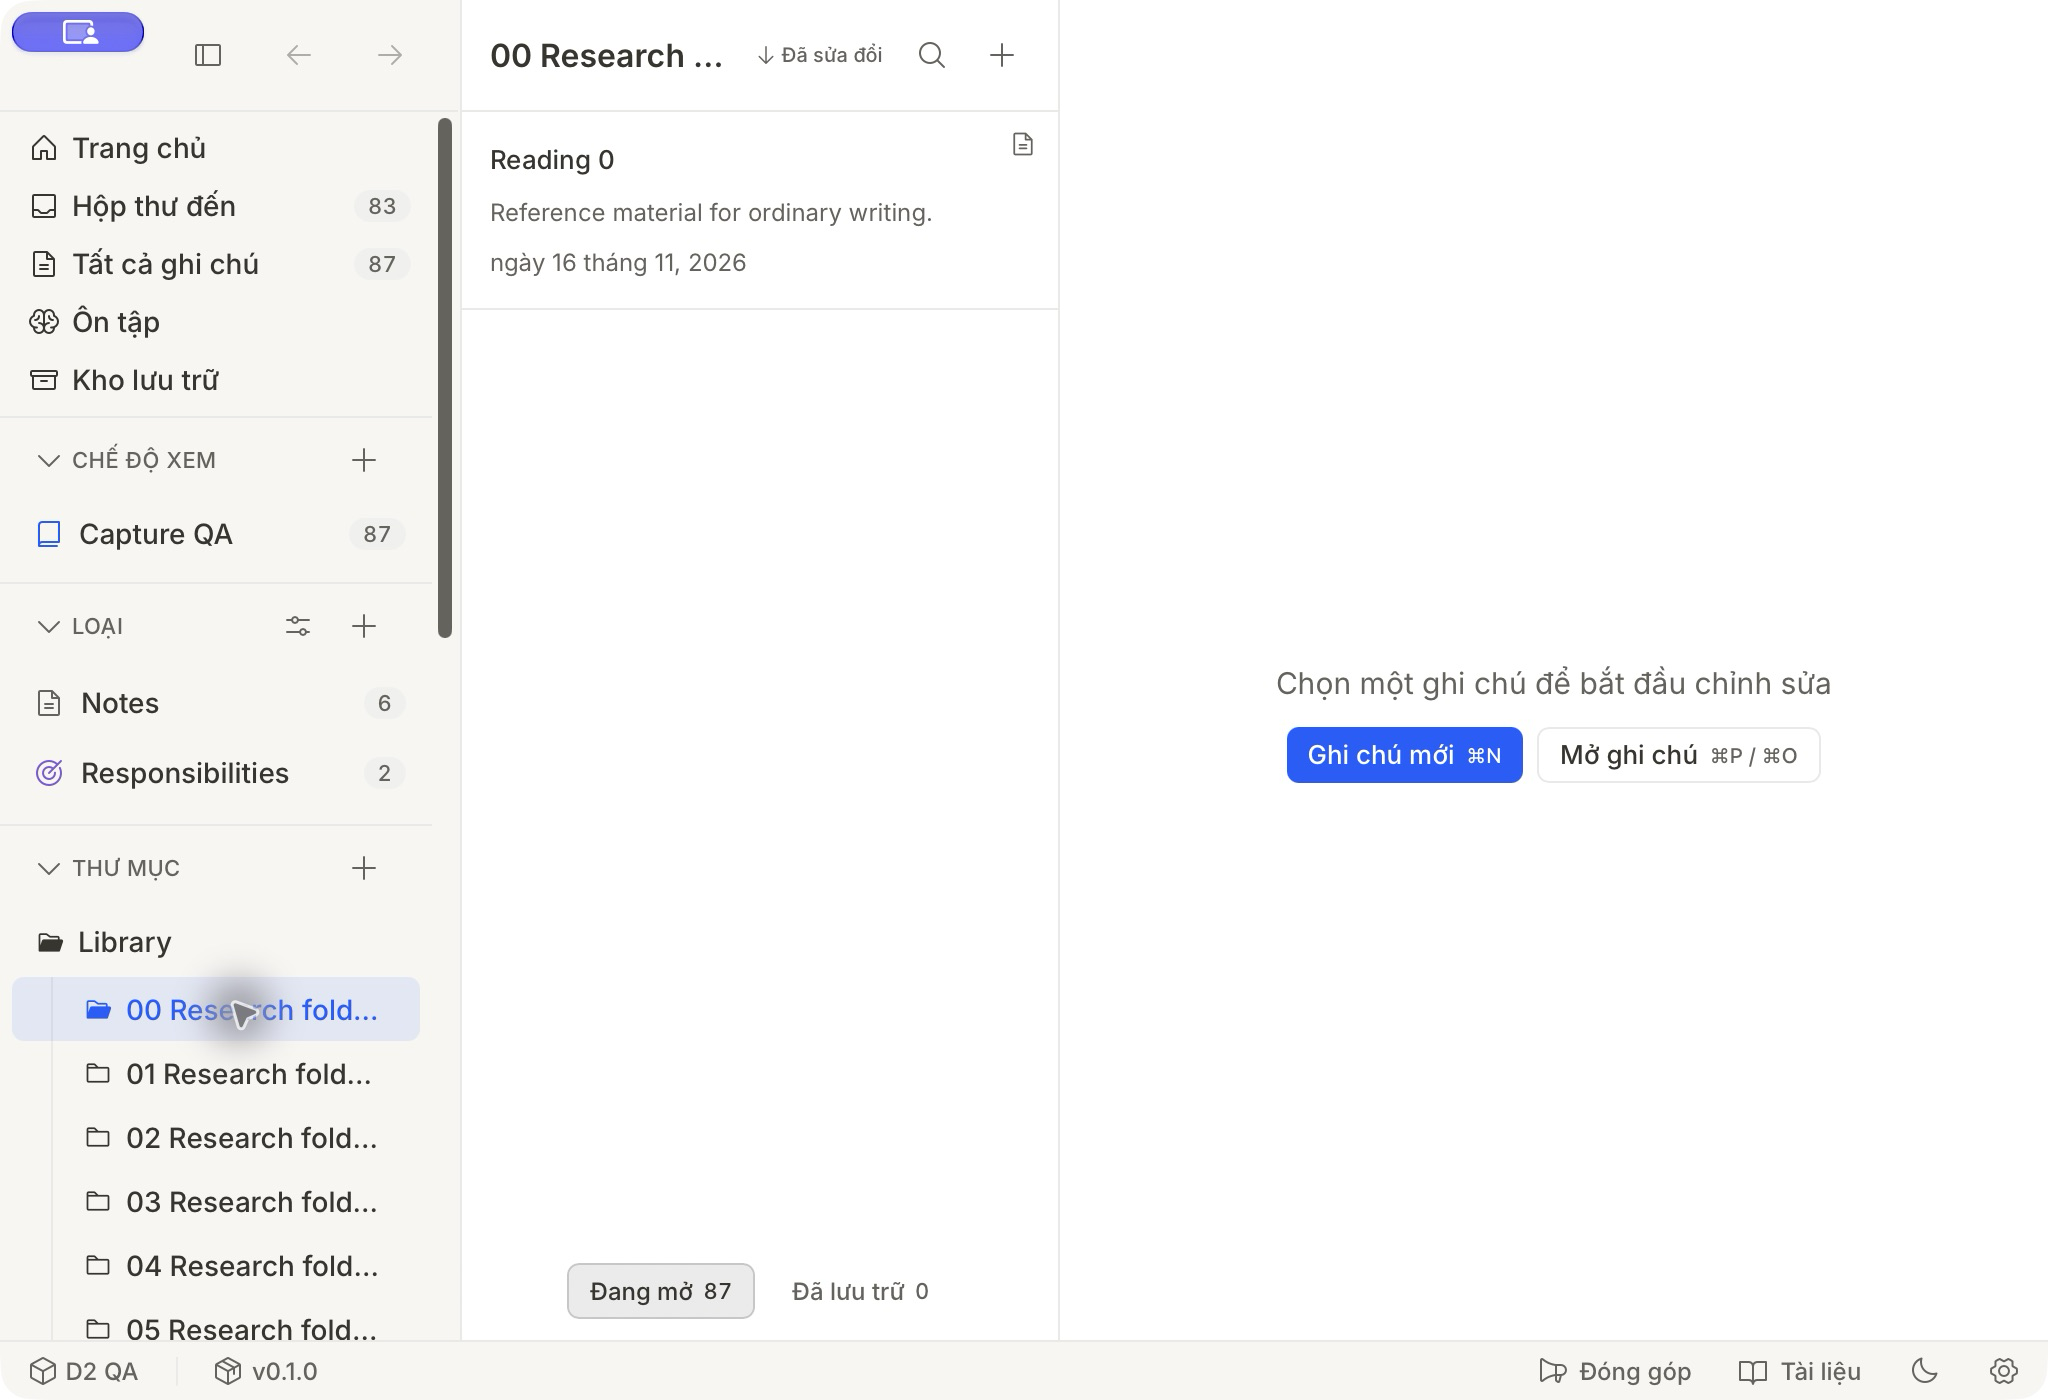 00 Research ...
Đã sửa đổi
Trang chủ
Hộp thư đến 83
Tất cả ghi chú 87
Ôn tập
Kho lưu trữ
CHẾ ĐỘ XEM
Capture QA 87
LOẠI
Notes 6
Responsibilities 2
THƯ MỤC
Library
00 Research fold...
01 Research fold...
02 Research fold...
03 Research fold...
04 Research fold...
05 Research fold...
Reading 0
Reference material for ordinary writing.
ngày 16 tháng 11, 2026
Đang mở 87
Đã lưu trữ 0
Chọn một ghi chú để bắt đầu chỉnh sửa
Ghi chú mới ⌘N
Mở ghi chú ⌘P / ⌘O
D2 QA
v0.1.0
Đóng góp
Tài liệu